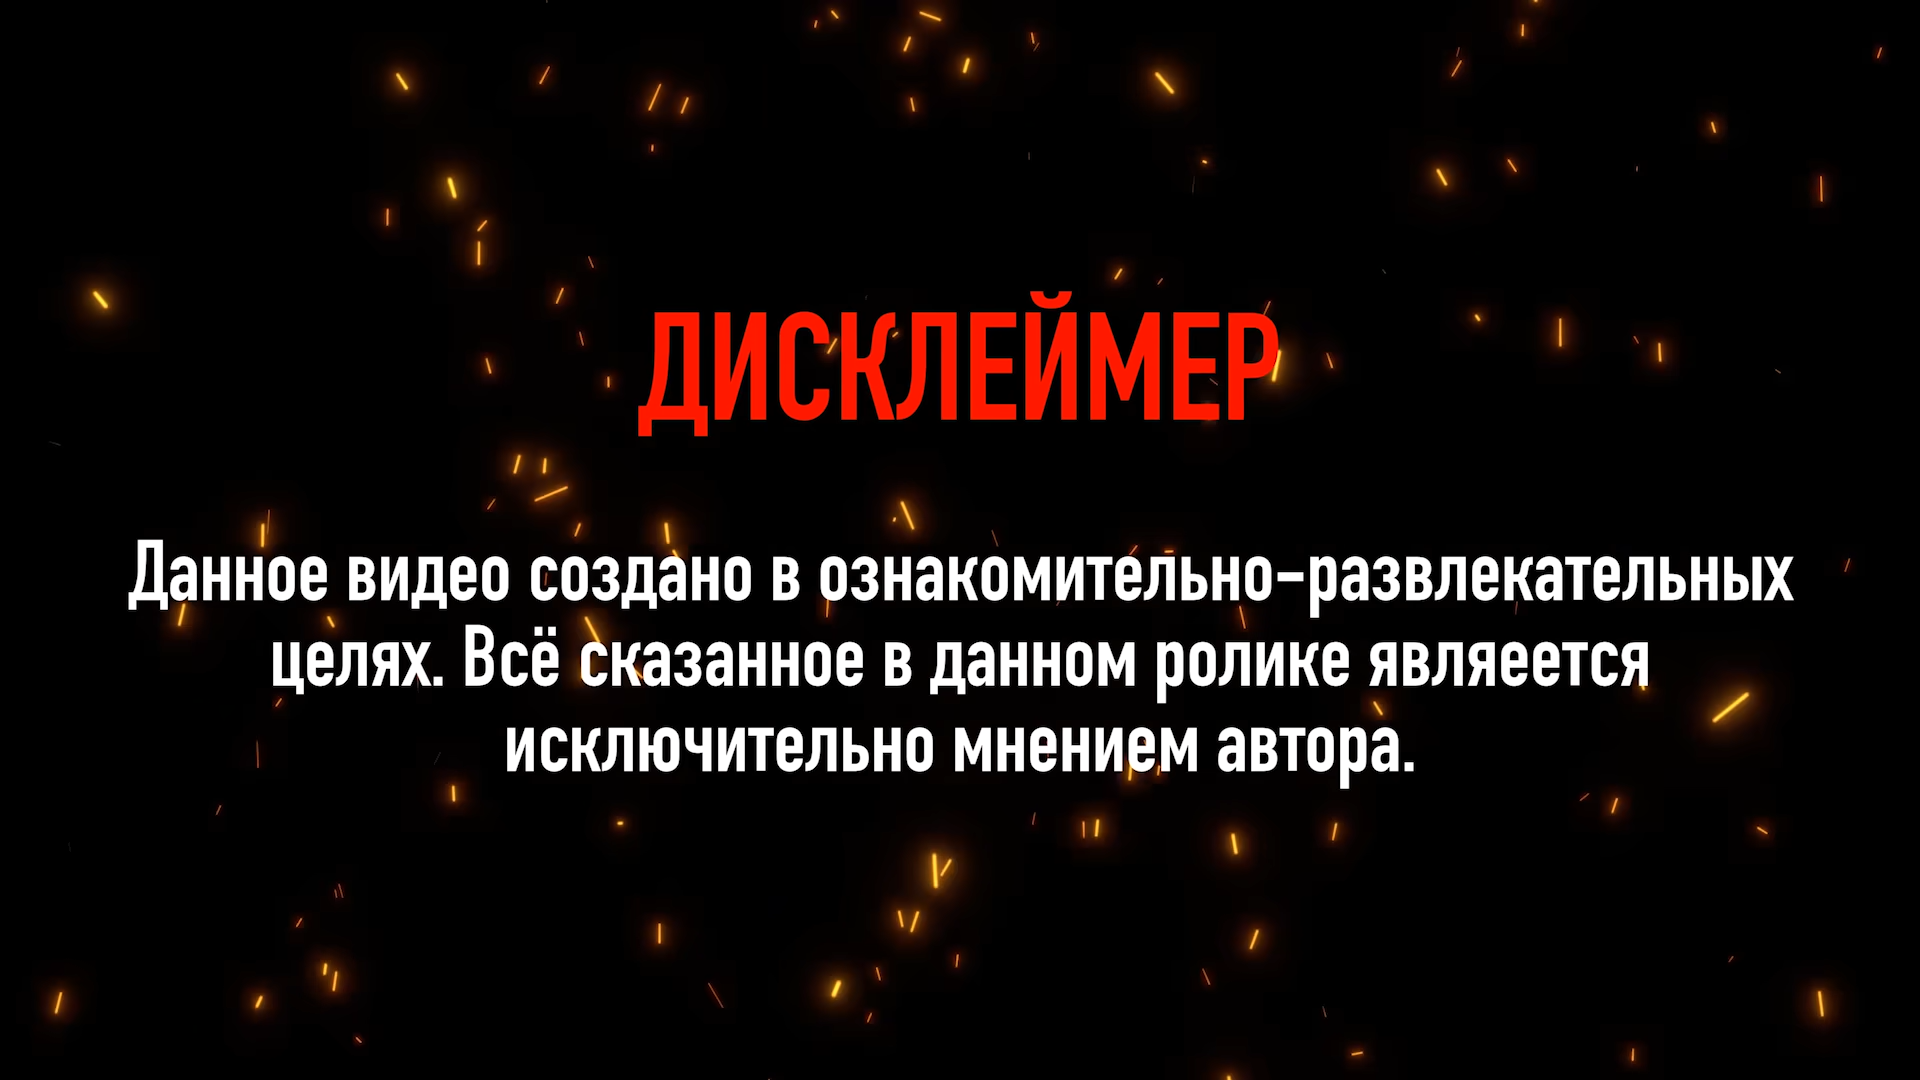 ДИСКЛЕЙМЕР
Данное видео создано в ознакомительно-развлекательных
целях. Всё сказанное в данном ролике являеется
исключительно мнением автора.